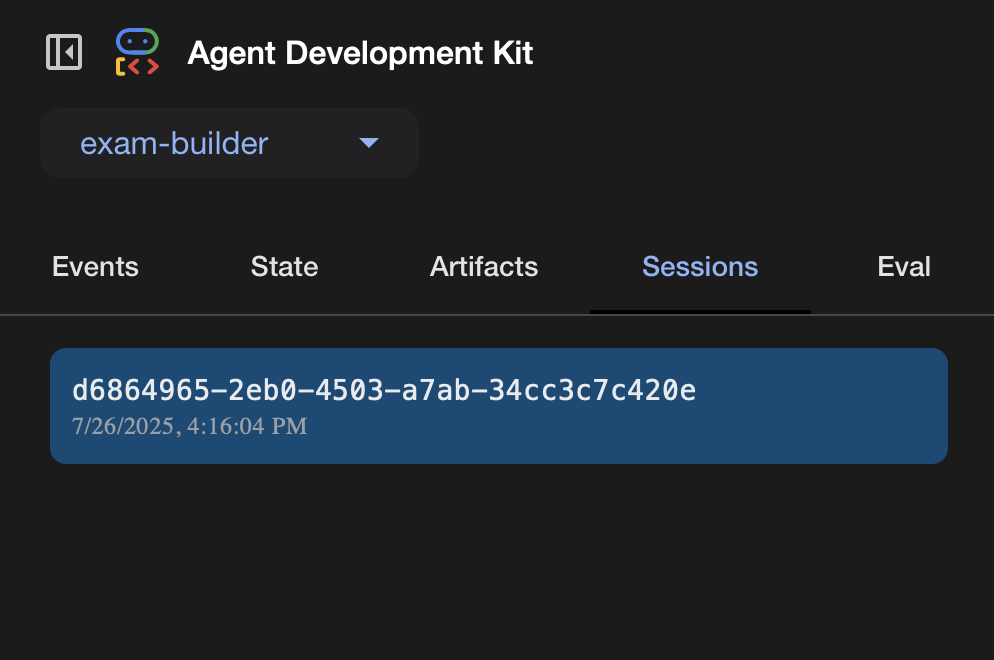 Agent Development Kit
exam-builder
Events State Artifacts Sessions Eval
d6864965-2eb0-4503-a7ab-34cc3c7c420e
7/26/2025, 4:16:04 PM